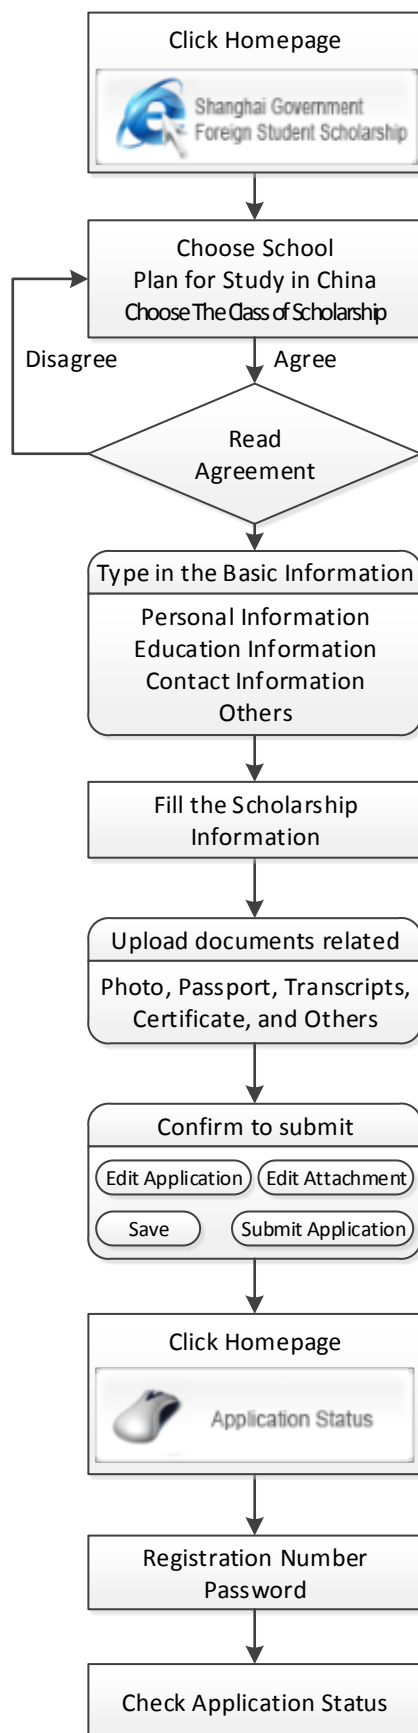 Click Homepage
Shanghai Government
Foreign Student Scholarship
Choose School
Plan for Study in China
Choose The Class of Scholarship
Disagree
Agree
Read
Agreement
Type in the Basic Information
Personal Information
Education Information
Contact Information
Others
Fill the Scholarship
Information
Upload documents related
Photo, Passport, Transcripts,
Certificate, and Others
Confirm to submit
Edit Application
Edit Attachment
Save
Submit Application
Click Homepage
Application Status
Registration Number
Password
Check Application Status